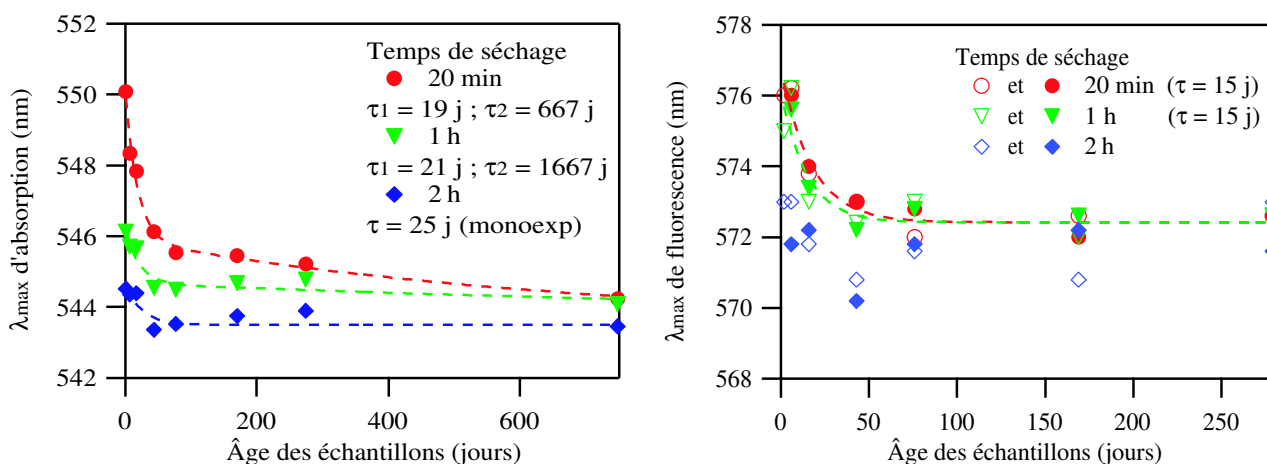 552
550
548
546
544
542
0
200
400
600
λmax d'absorption (nm)
Âge des échantillons (jours)
Temps de séchage
20 min
τ1 = 19 j ; τ2 = 667 j
1 h
τ1 = 21 j ; τ2 = 1667 j
2 h
τ = 25 j (monoexp)
576
574
572
570
568
0
50
100
150
200
250
λmax de fluorescence (nm)
Âge des échantillons (jours)
Temps de séchage
et 20 min (τ = 15 j)
et 1 h (τ = 15 j)
et 2 h